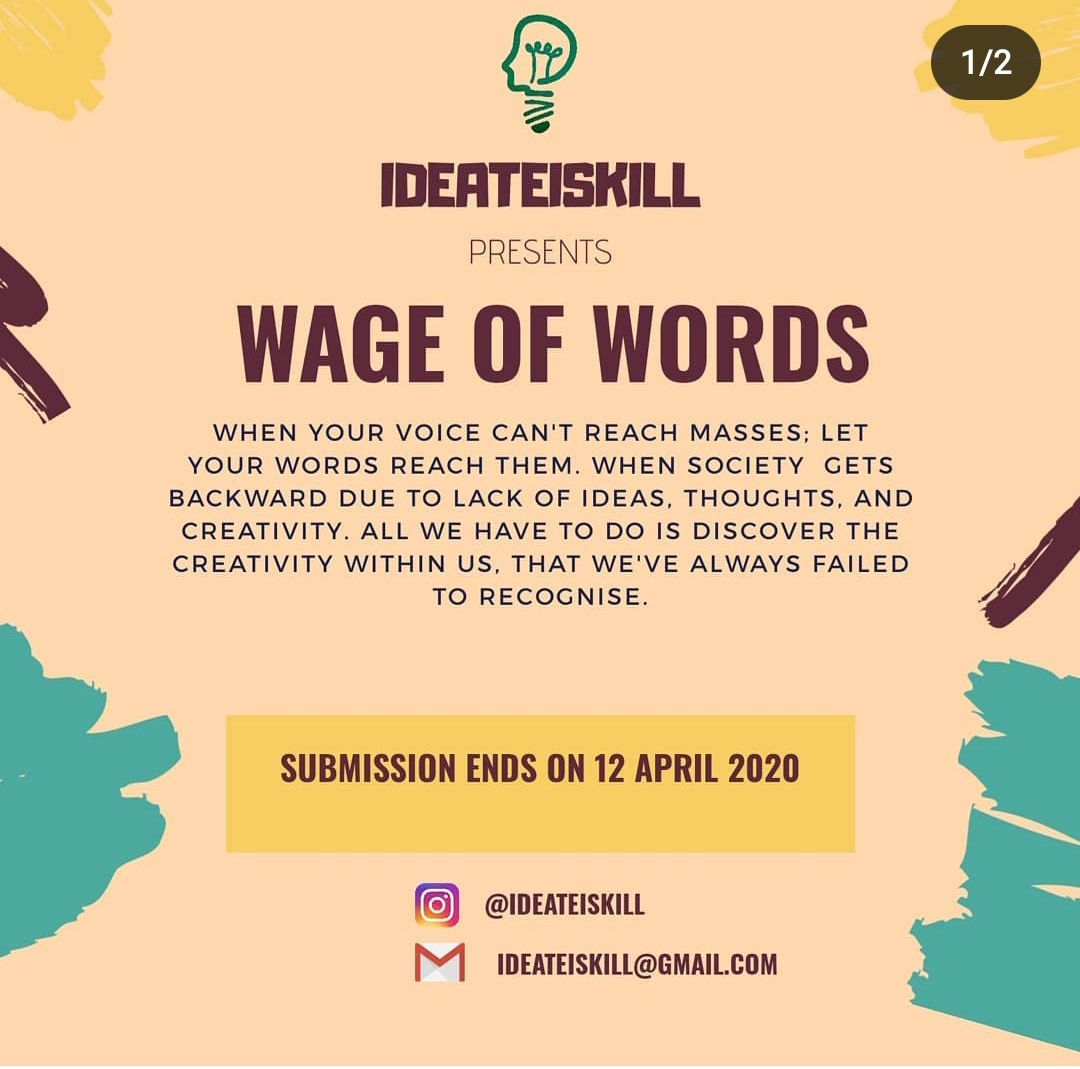 1/2
IDEATEISKILL
PRESENTS
WAGE OF WORDS
WHEN YOUR VOICE CAN'T REACH MASSES; LET
YOUR WORDS REACH THEM. WHEN SOCIETY GETS
BACKWARD DUE TO LACK OF IDEAS, THOUGHTS, AND
CREATIVITY. ALL WE HAVE TO DO IS DISCOVER THE
CREATIVITY WITHIN US, THAT WE'VE ALWAYS FAILED
TO RECOGNISE.
SUBMISSION ENDS ON 12 APRIL 2020
@IDEATEISKILL
IDEATEISKILL@GMAIL.COM